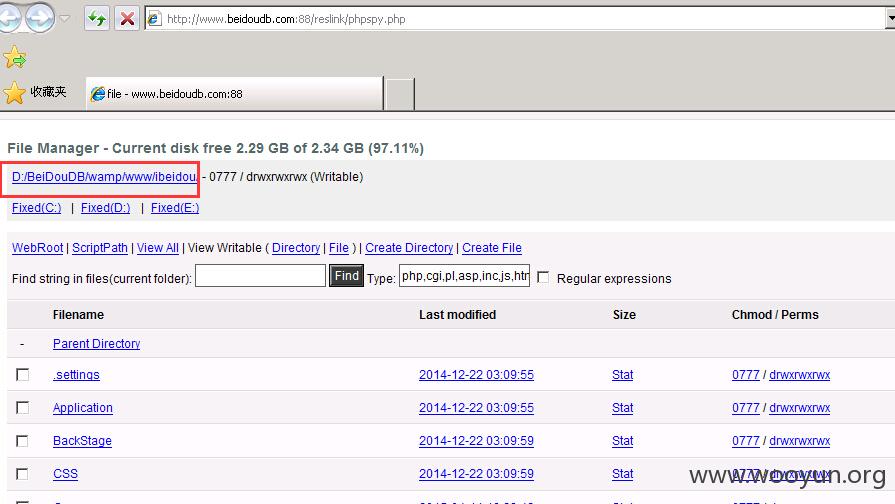 http://www.beidoudb.com:88/reslink/phpspy.php
收藏夹
file - www.beidoudb.com:88
File Manager - Current disk free 2.29 GB of 2.34 GB (97.11%)
D:/BeiDouDB/wamp/www/ibeidou/ - 0777 / drwxrwxrwx (Writable)
Fixed(C:) | Fixed(D:) | Fixed(E:)
WebRoot | ScriptPath | View All | View Writable ( Directory | File ) | Create Directory | Create File
Find string in files(current folder): Find Type: php,cgi,pl,asp,inc,js,htn Regular expressions
Filename Last modified Size Chmod / Perms
- Parent Directory
.settings 2014-12-22 03:09:55 Stat 0777 / drwxrwxrwx
Application 2014-12-22 03:09:55 Stat 0777 / drwxrwxrwx
BackStage 2014-12-22 03:09:59 Stat 0777 / drwxrwxrwx
CSS 2014-12-22 03:09:59 Stat 0777 / drwxrwxrwx
www.wooyun.org